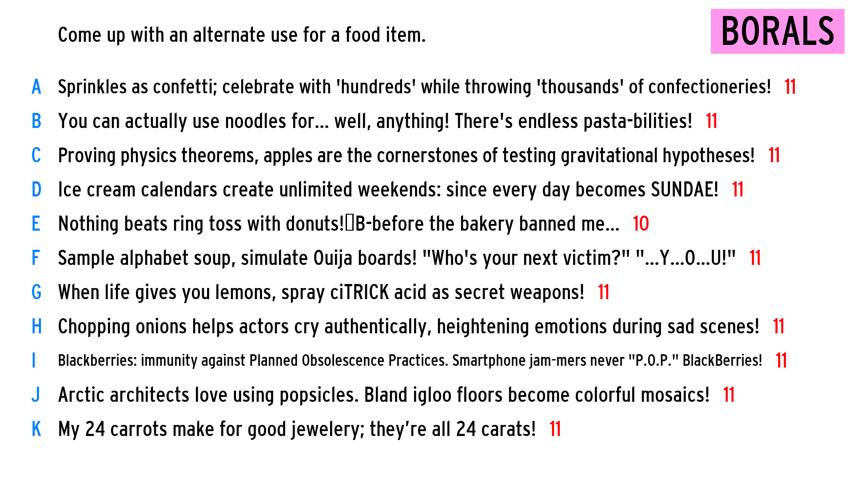 Come up with an alternate use for a food item.
BORALS
A Sprinkles as confetti; celebrate with 'hundreds' while throwing 'thousands' of confectioneries! 11
B You can actually use noodles for... well, anything! There's endless pasta-bilities! 11
C Proving physics theorems, apples are the cornerstones of testing gravitational hypotheses! 11
D Ice cream calendars create unlimited weekends: since every day becomes SUNDAE! 11
E Nothing beats ring toss with donuts!▯B-before the bakery banned me... 10
F Sample alphabet soup, simulate Ouija boards! "Who's your next victim?" "...Y...O...U!" 11
G When life gives you lemons, spray ciTRICK acid as secret weapons! 11
H Chopping onions helps actors cry authentically, heightening emotions during sad scenes! 11
I Blackberries: immunity against Planned Obsolescence Practices. Smartphone jam-mers never "P.O.P." BlackBerries! 11
J Arctic architects love using popsicles. Bland igloo floors become colorful mosaics! 11
K My 24 carrots make for good jewelery; they’re all 24 carats! 11